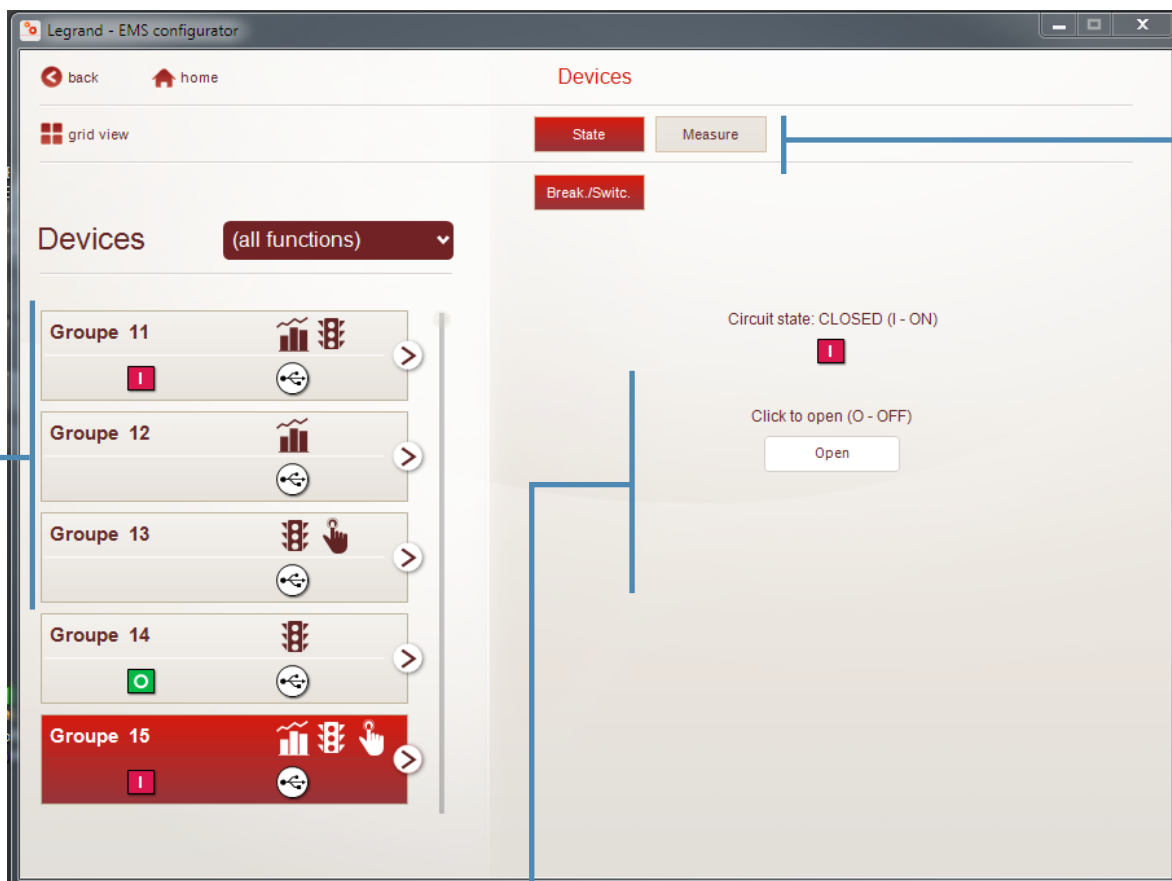 Legrand - EMS configurator
back
home
Devices
grid view
State
Measure
Break./Switc.
Devices
(all functions)
Groupe 11
I
Groupe 12
Groupe 13
Groupe 14
O
Groupe 15
I
Circuit state: CLOSED (I - ON)
I
Click to open (O - OFF)
Open